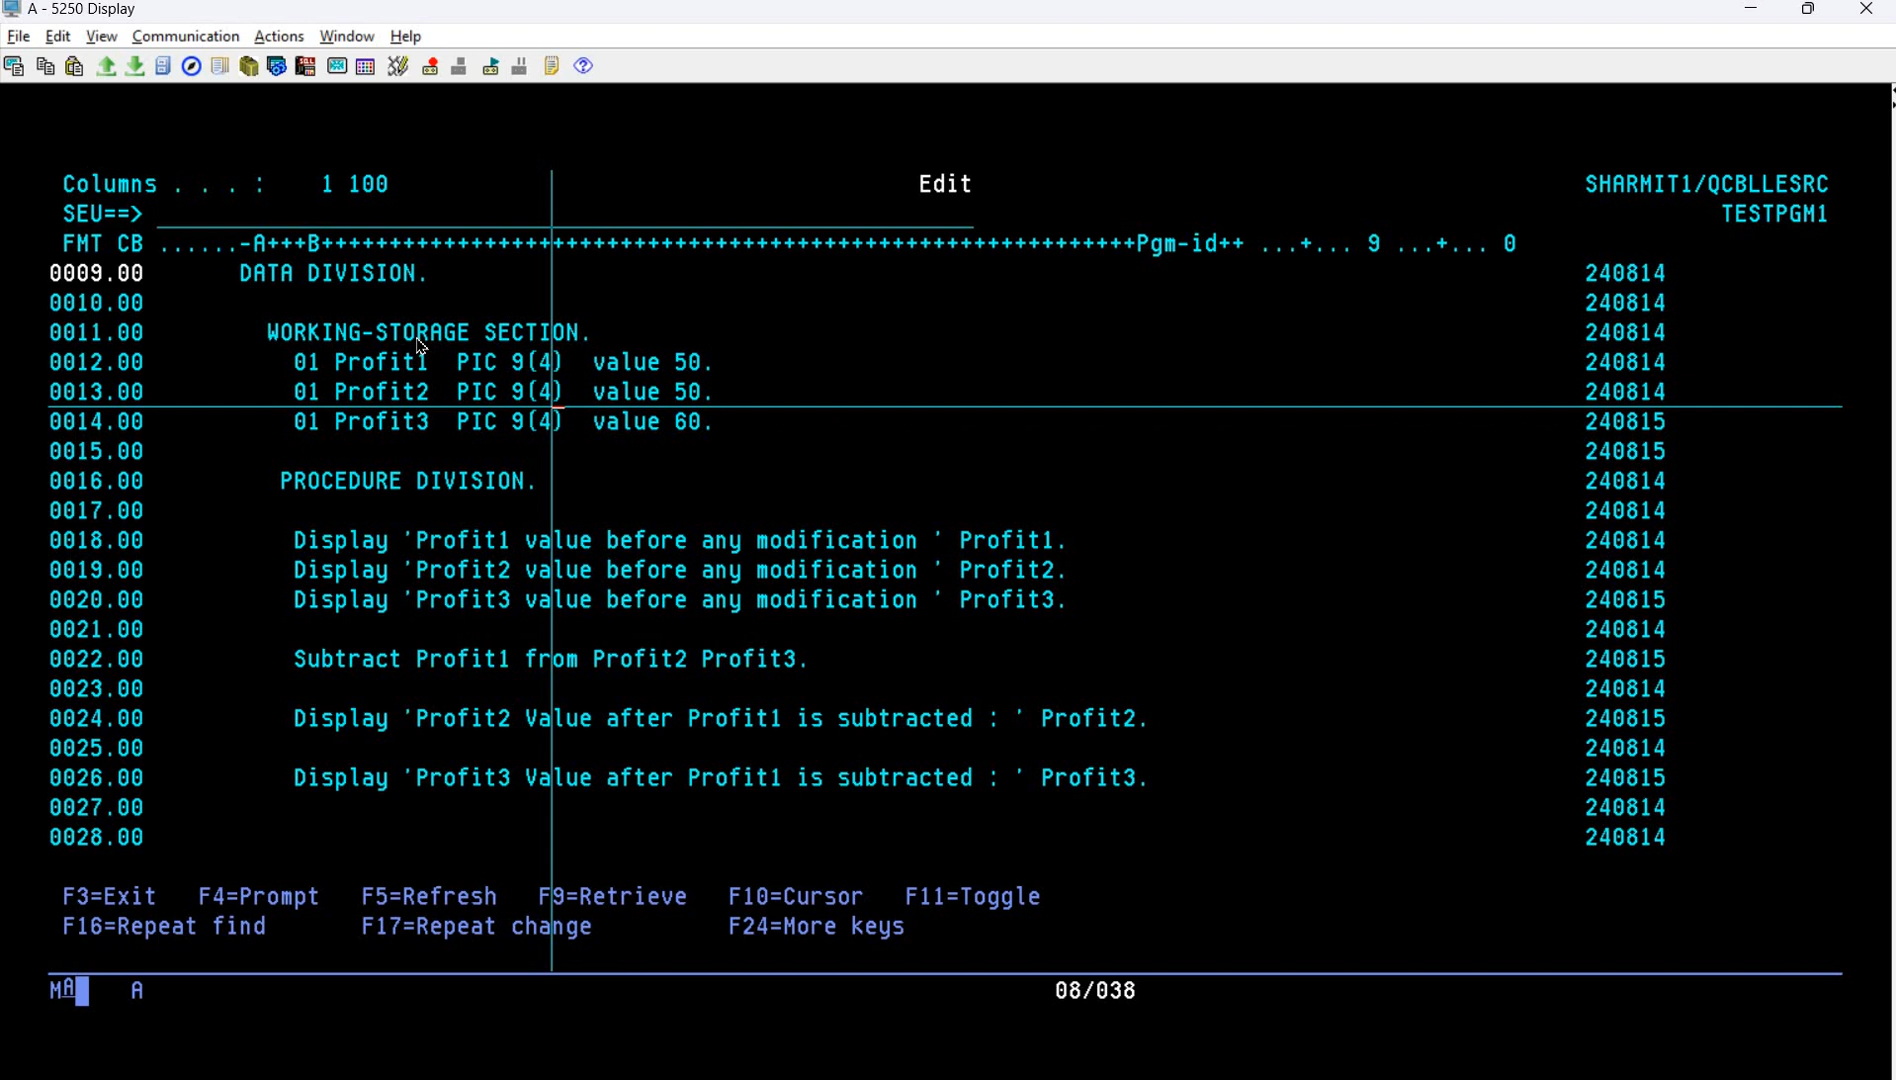 A - 5250 Display
File Edit View Communication Actions Window Help
Columns . . . :    1 100    Edit    SHARMIT1/QCBLLESRC
SEU==>    TESTPGM1
FMT CB ......-A+++B++++++++++++++++++++++++++++++++++++++++++++++++++++++++++++Pgm-id++ ...+... 9 ...+... 0
0009.00    DATA DIVISION.    240814
0010.00    240814
0011.00    WORKING-STORAGE SECTION.    240814
0012.00    01 Profit1  PIC 9(4)  value 50.    240814
0013.00    01 Profit2  PIC 9(4)  value 50.    240814
0014.00    01 Profit3  PIC 9(4)  value 60.    240815
0015.00    240815
0016.00    PROCEDURE DIVISION.    240814
0017.00    240814
0018.00    Display 'Profit1 value before any modification ' Profit1.    240814
0019.00    Display 'Profit2 value before any modification ' Profit2.    240814
0020.00    Display 'Profit3 value before any modification ' Profit3.    240815
0021.00    240814
0022.00    Subtract Profit1 from Profit2 Profit3.    240815
0023.00    240814
0024.00    Display 'Profit2 Value after Profit1 is subtracted : ' Profit2.    240815
0025.00    240814
0026.00    Display 'Profit3 Value after Profit1 is subtracted : ' Profit3.    240815
0027.00    240814
0028.00    240814
F3=Exit   F4=Prompt   F5=Refresh   F9=Retrieve   F10=Cursor   F11=Toggle
F16=Repeat find       F17=Repeat change          F24=More keys
MA    A    08/038